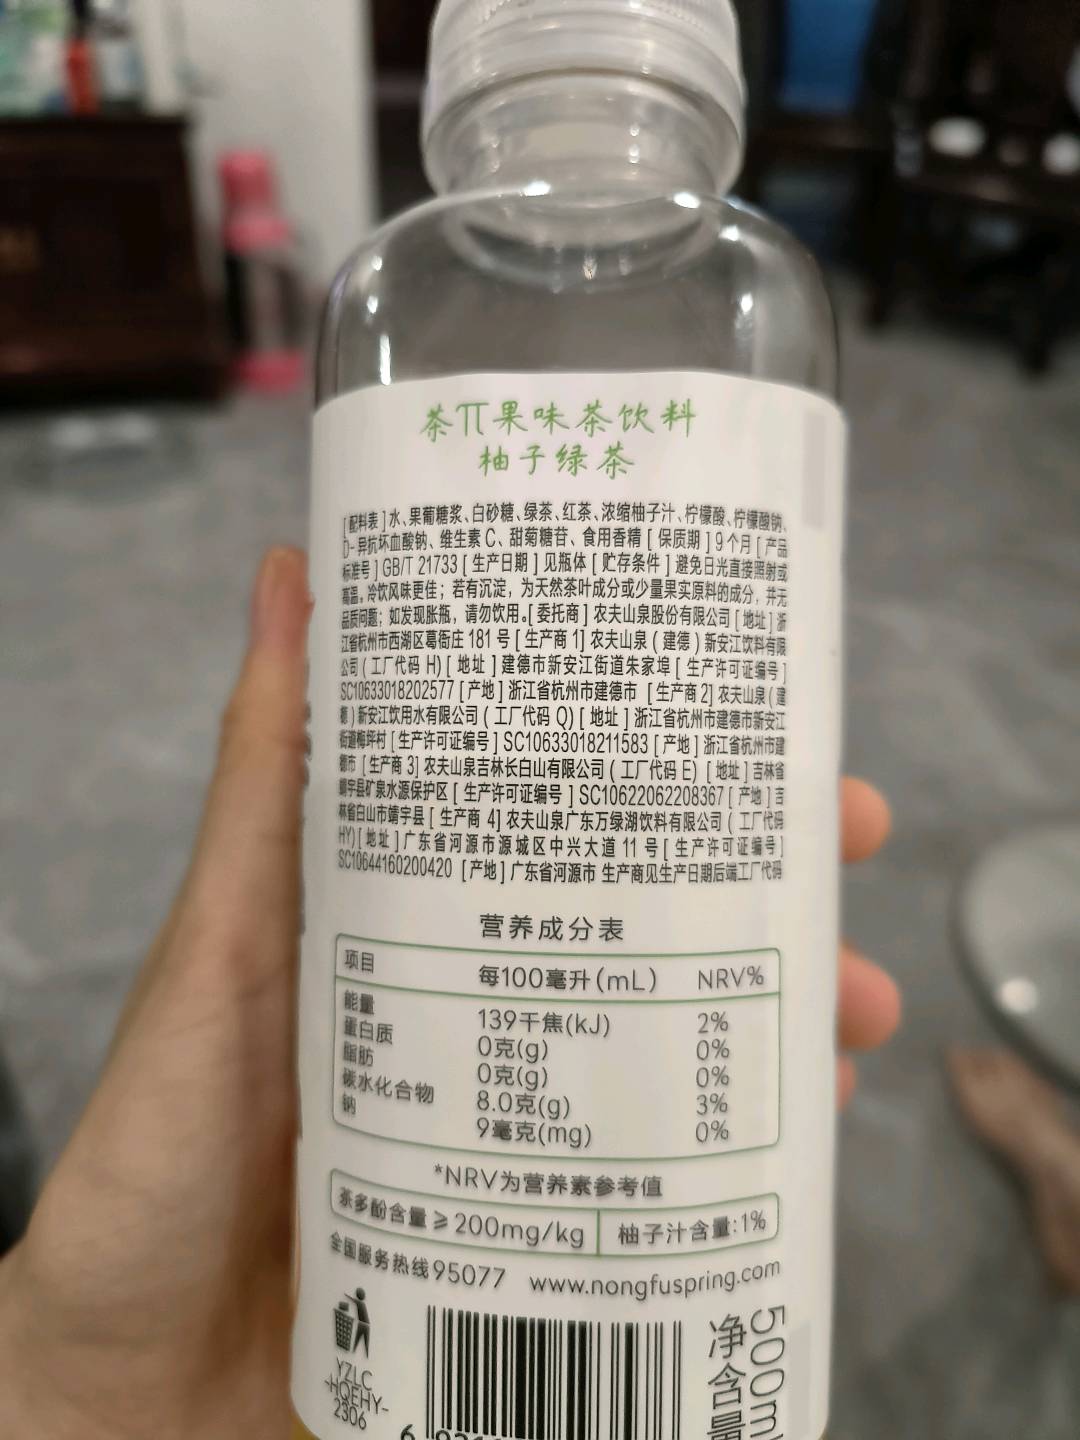 茶π果味茶饮料
柚子绿茶
[配料表]水、果葡糖浆、白砂糖、绿茶、红茶、浓缩柚子汁、柠檬酸、柠檬酸钠、
D-异抗坏血酸钠、维生素C、甜菊糖苷、食用香精[保质期]9个月[产品
标准号]GB/T 21733[生产日期]见瓶体[贮存条件]避免日光直接照射或
高温。冷饮风味更佳；若有沉淀，为天然茶叶成分或少量果实原料的成分，并无
品质问题；如发现胀瓶，请勿饮用。[委托商]农夫山泉股份有限公司[地址]浙
江省杭州市西湖区葛衙庄181号[生产商1]农夫山泉(建德)新安江饮料有限
公司(工厂代码H)[地址]建德市新安江街道朱家埠[生产许可证编号]
SC10633018202577[产地]浙江省杭州市建德市 [生产商2]农夫山泉(建
德)新安江饮用水有限公司(工厂代码Q)[地址]浙江省杭州市建德市新安江
街道梅坪村[生产许可证编号]SC10633018211583[产地]浙江省杭州市建
德市[生产商3]农夫山泉吉林长白山有限公司(工厂代码E)[地址]吉林省
靖宇县矿泉水源保护区[生产许可证编号]SC10622062208367[产地]吉
林省白山市靖宇县[生产商4]农夫山泉广东万绿湖饮料有限公司(工厂代码
HY)[地址]广东省河源市源城区中兴大道11号[生产许可证编号]
SC10644160200420 [产地]广东省河源市 生产商见生产日期后端工厂代码
营养成分表
项目 每100毫升(mL) NRV%
能量 139千焦(kJ) 2%
蛋白质 0克(g) 0%
脂肪 0克(g) 0%
碳水化合物 8.0克(g) 3%
钠 9毫克(mg) 0%
*NRV为营养素参考值
茶多酚含量≥200mg/kg 柚子汁含量:1%
全国服务热线95077 www.nongfuspring.com
YZLC
-HQEHY-
2306
净含量
500m